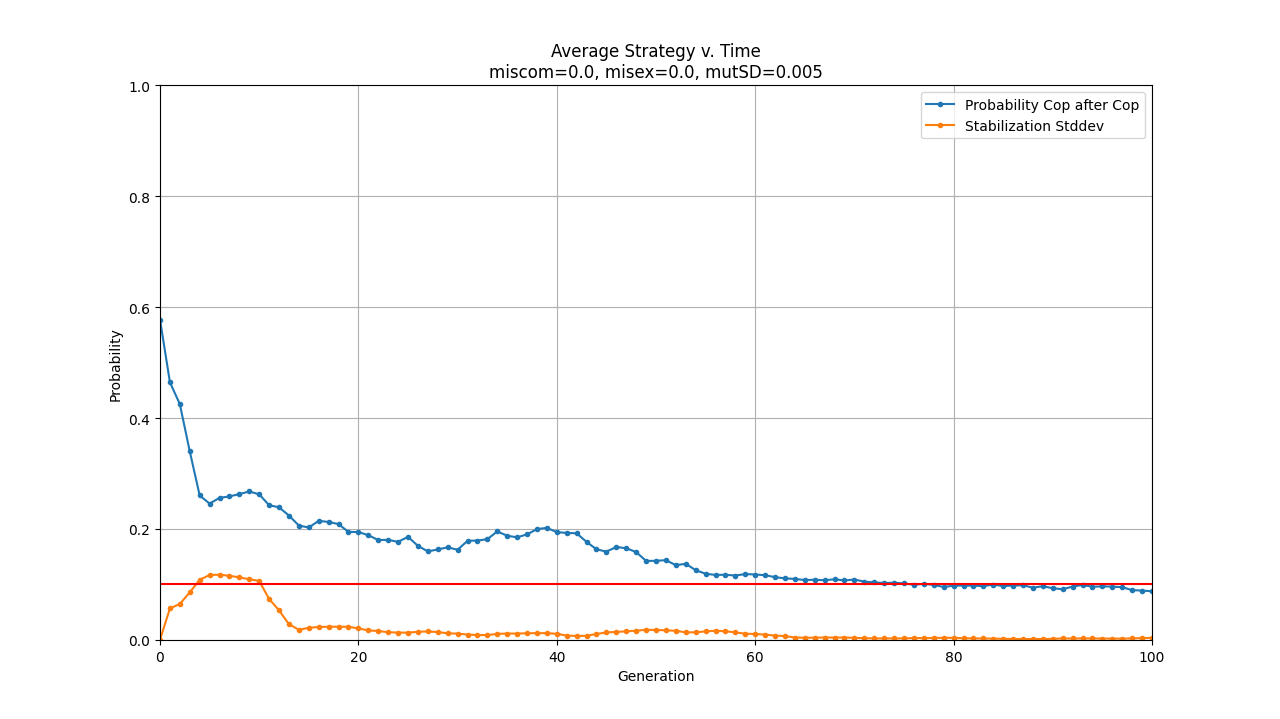 Average Strategy v. Time
miscom=0.0, misex=0.0, mutSD=0.005
Probability Cop after Cop
Stabilization Stddev
Probability
1.0
0.8
0.6
0.4
0.2
0.0
0 20 40 60 80 100
Generation